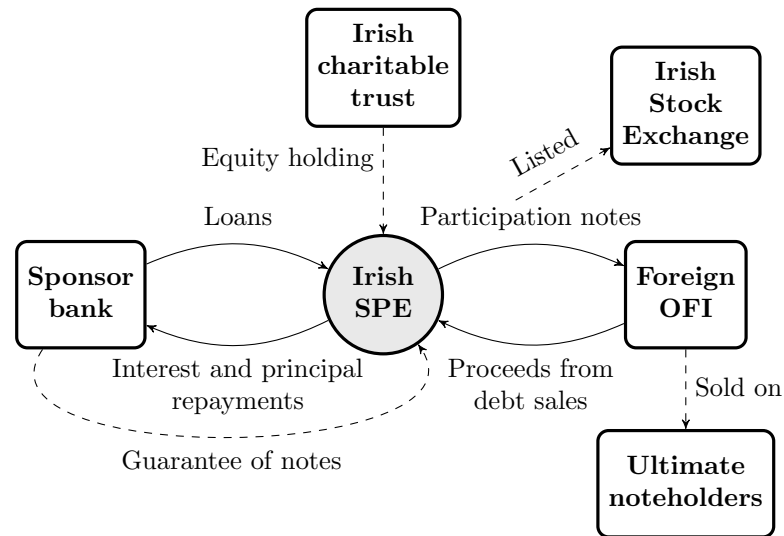 Irish
charitable
trust
Irish
Stock
Exchange
Equity holding
Listed
Loans
Participation notes
Sponsor
bank
Irish
SPE
Foreign
OFI
Interest and principal
repayments
Proceeds from
debt sales
Sold on
Guarantee of notes
Ultimate
noteholders